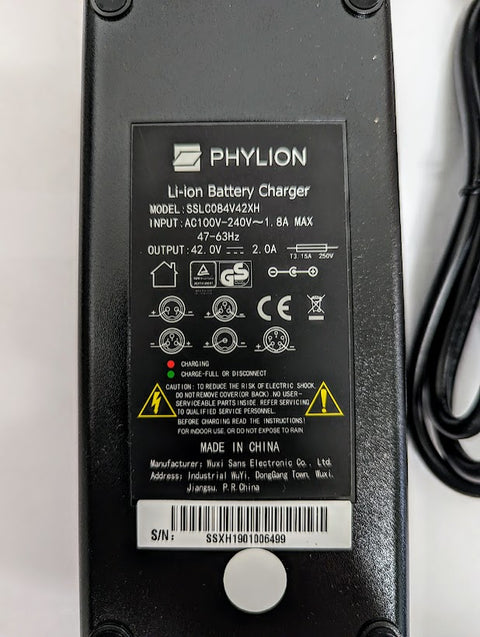 PHYLION
Li-ion Battery Charger
MODEL: SSLC084V42XH
INPUT: AC100V-240V～1.8A MAX
47-63Hz
OUTPUT: 42.0V⎓ 2.0A
T3.15A 250V
GS
CE
CHARGING
CHARGE-FULL OR DISCONNECT
CAUTION: TO REDUCE THE RISK OF ELECTRIC SHOCK,
DO NOT REMOVE COVER(OR BACK). NO USER-
SERVICEABLE PARTS INSIDE. REFER SERVICING
TO QUALIFIED SERVICE PERSONNEL.
BEFORE CHARGING READ THE INSTRUCTIONS!
FOR INDOOR USE, OR DO NOT EXPOSE TO RAIN
MADE IN CHINA
Manufacturer: Wuxi Sans Electronic Co., Ltd.
Address: Industrial WuYi, DongGang Town, Wuxi,
Jiangsu, P.R.China
S/N:
SSXH1901006499